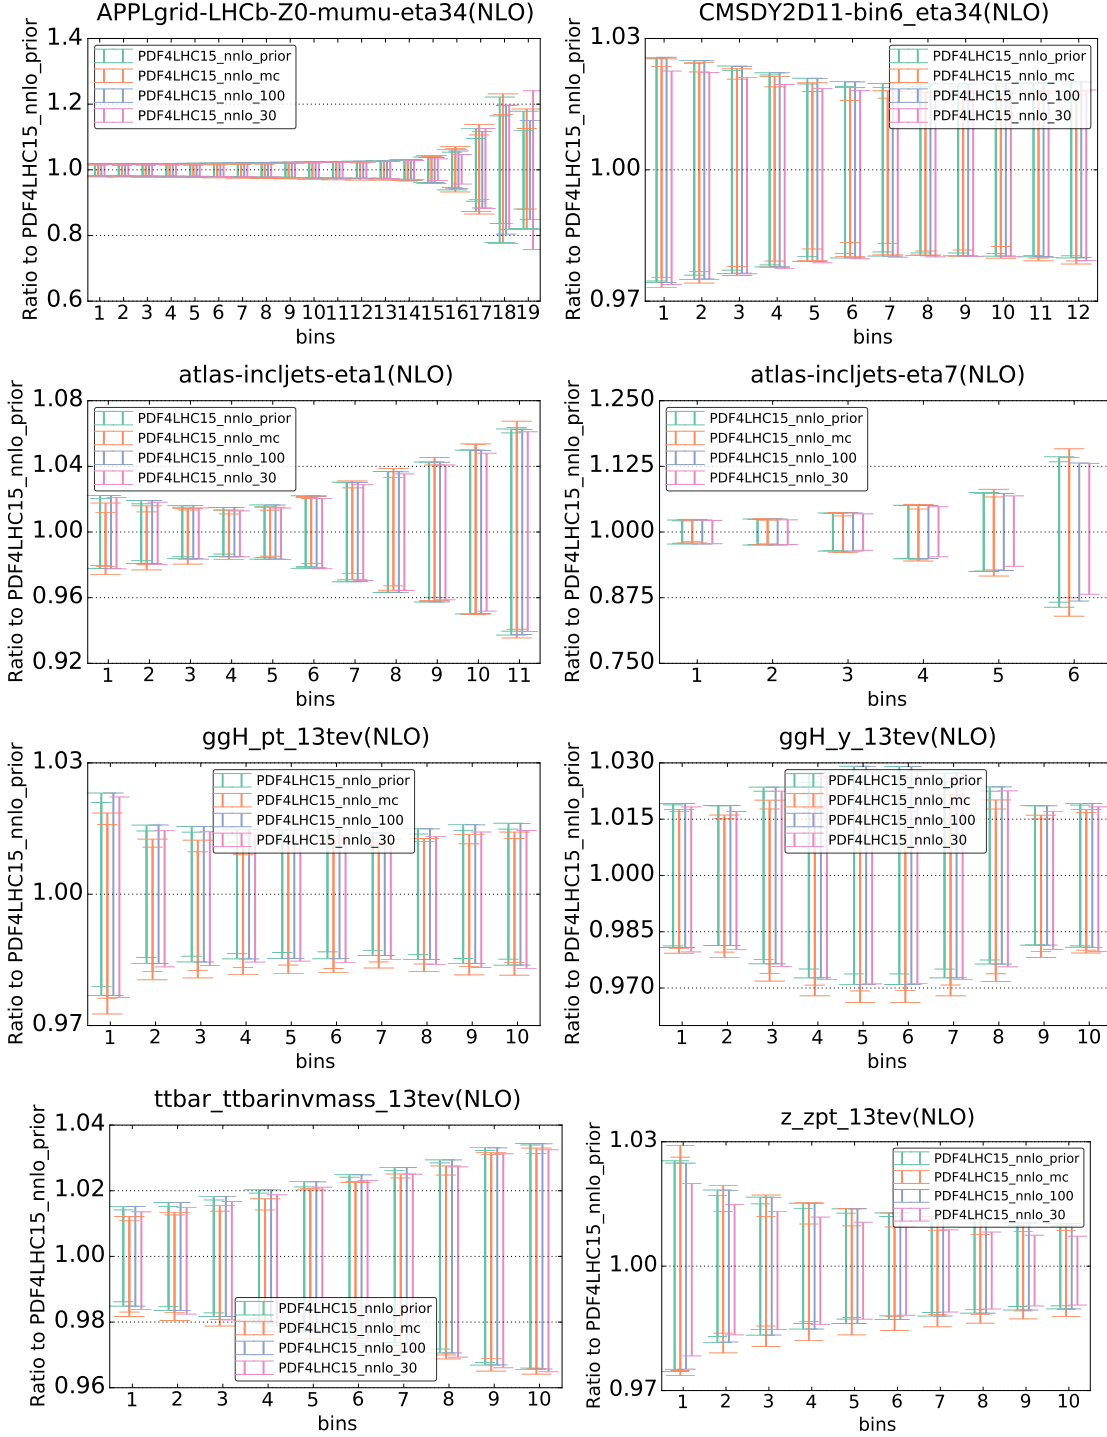 APPLgrid-LHCb-Z0-mumu-eta34(NLO)
Ratio to PDF4LHC15_nnlo_prior
1.4
1.2
1.0
0.8
0.6
PDF4LHC15_nnlo_prior
PDF4LHC15_nnlo_mc
PDF4LHC15_nnlo_100
PDF4LHC15_nnlo_30
1 2 3 4 5 6 7 8 9 10 11 12 13 14 15 16 17 18 19
bins
CMSDY2D11-bin6_eta34(NLO)
Ratio to PDF4LHC15_nnlo_prior
1.03
1.00
0.97
PDF4LHC15_nnlo_prior
PDF4LHC15_nnlo_mc
PDF4LHC15_nnlo_100
PDF4LHC15_nnlo_30
1 2 3 4 5 6 7 8 9 10 11 12
bins
atlas-incljets-eta1(NLO)
Ratio to PDF4LHC15_nnlo_prior
1.08
1.04
1.00
0.96
0.92
PDF4LHC15_nnlo_prior
PDF4LHC15_nnlo_mc
PDF4LHC15_nnlo_100
PDF4LHC15_nnlo_30
1 2 3 4 5 6 7 8 9 10 11
bins
atlas-incljets-eta7(NLO)
Ratio to PDF4LHC15_nnlo_prior
1.250
1.125
1.000
0.875
0.750
PDF4LHC15_nnlo_prior
PDF4LHC15_nnlo_mc
PDF4LHC15_nnlo_100
PDF4LHC15_nnlo_30
1 2 3 4 5 6
bins
ggH_pt_13tev(NLO)
Ratio to PDF4LHC15_nnlo_prior
1.03
1.00
0.97
PDF4LHC15_nnlo_prior
PDF4LHC15_nnlo_mc
PDF4LHC15_nnlo_100
PDF4LHC15_nnlo_30
1 2 3 4 5 6 7 8 9 10
bins
ggH_y_13tev(NLO)
Ratio to PDF4LHC15_nnlo_prior
1.030
1.015
1.000
0.985
0.970
PDF4LHC15_nnlo_prior
PDF4LHC15_nnlo_mc
PDF4LHC15_nnlo_100
PDF4LHC15_nnlo_30
1 2 3 4 5 6 7 8 9 10
bins
ttbar_ttbarinvmass_13tev(NLO)
Ratio to PDF4LHC15_nnlo_prior
1.04
1.02
1.00
0.98
0.96
PDF4LHC15_nnlo_prior
PDF4LHC15_nnlo_mc
PDF4LHC15_nnlo_100
PDF4LHC15_nnlo_30
1 2 3 4 5 6 7 8 9 10
bins
z_zpt_13tev(NLO)
Ratio to PDF4LHC15_nnlo_prior
1.03
1.00
0.97
PDF4LHC15_nnlo_prior
PDF4LHC15_nnlo_mc
PDF4LHC15_nnlo_100
PDF4LHC15_nnlo_30
1 2 3 4 5 6 7 8 9 10
bins